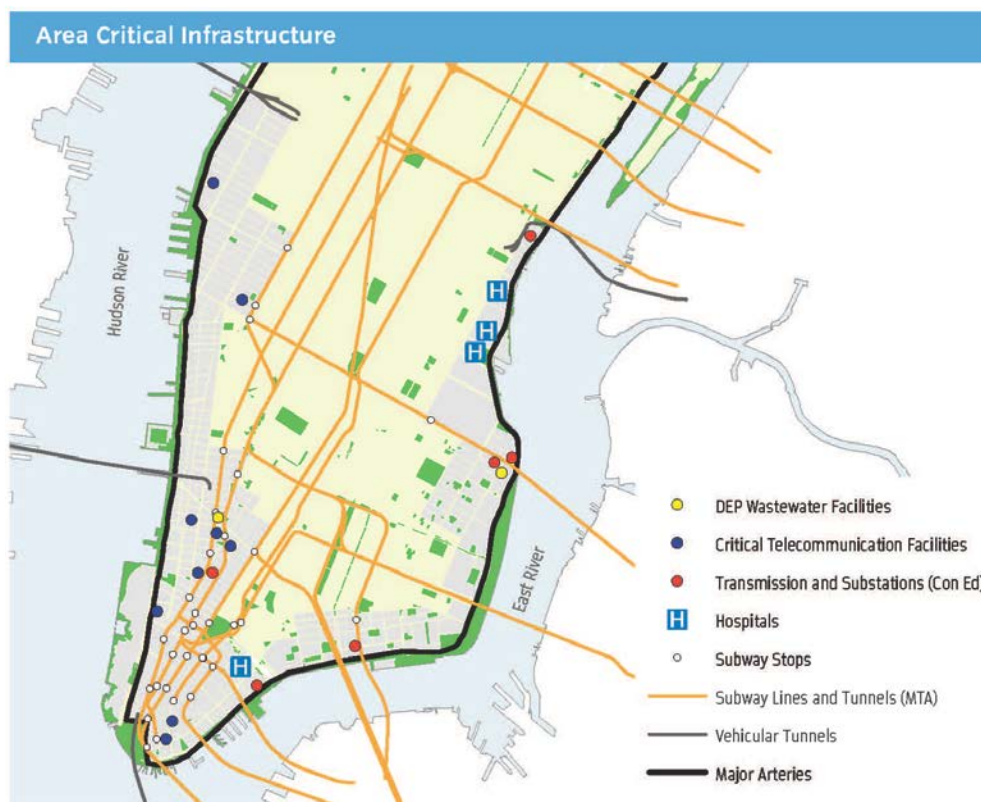 Area Critical Infrastructure
Hudson River
East River
DEP Wastewater Facilities
Critical Telecommunication Facilities
Transmission and Substations (Con Ed)
H Hospitals
Subway Stops
Subway Lines and Tunnels (MTA)
Vehicular Tunnels
Major Arteries
H
H
H
H